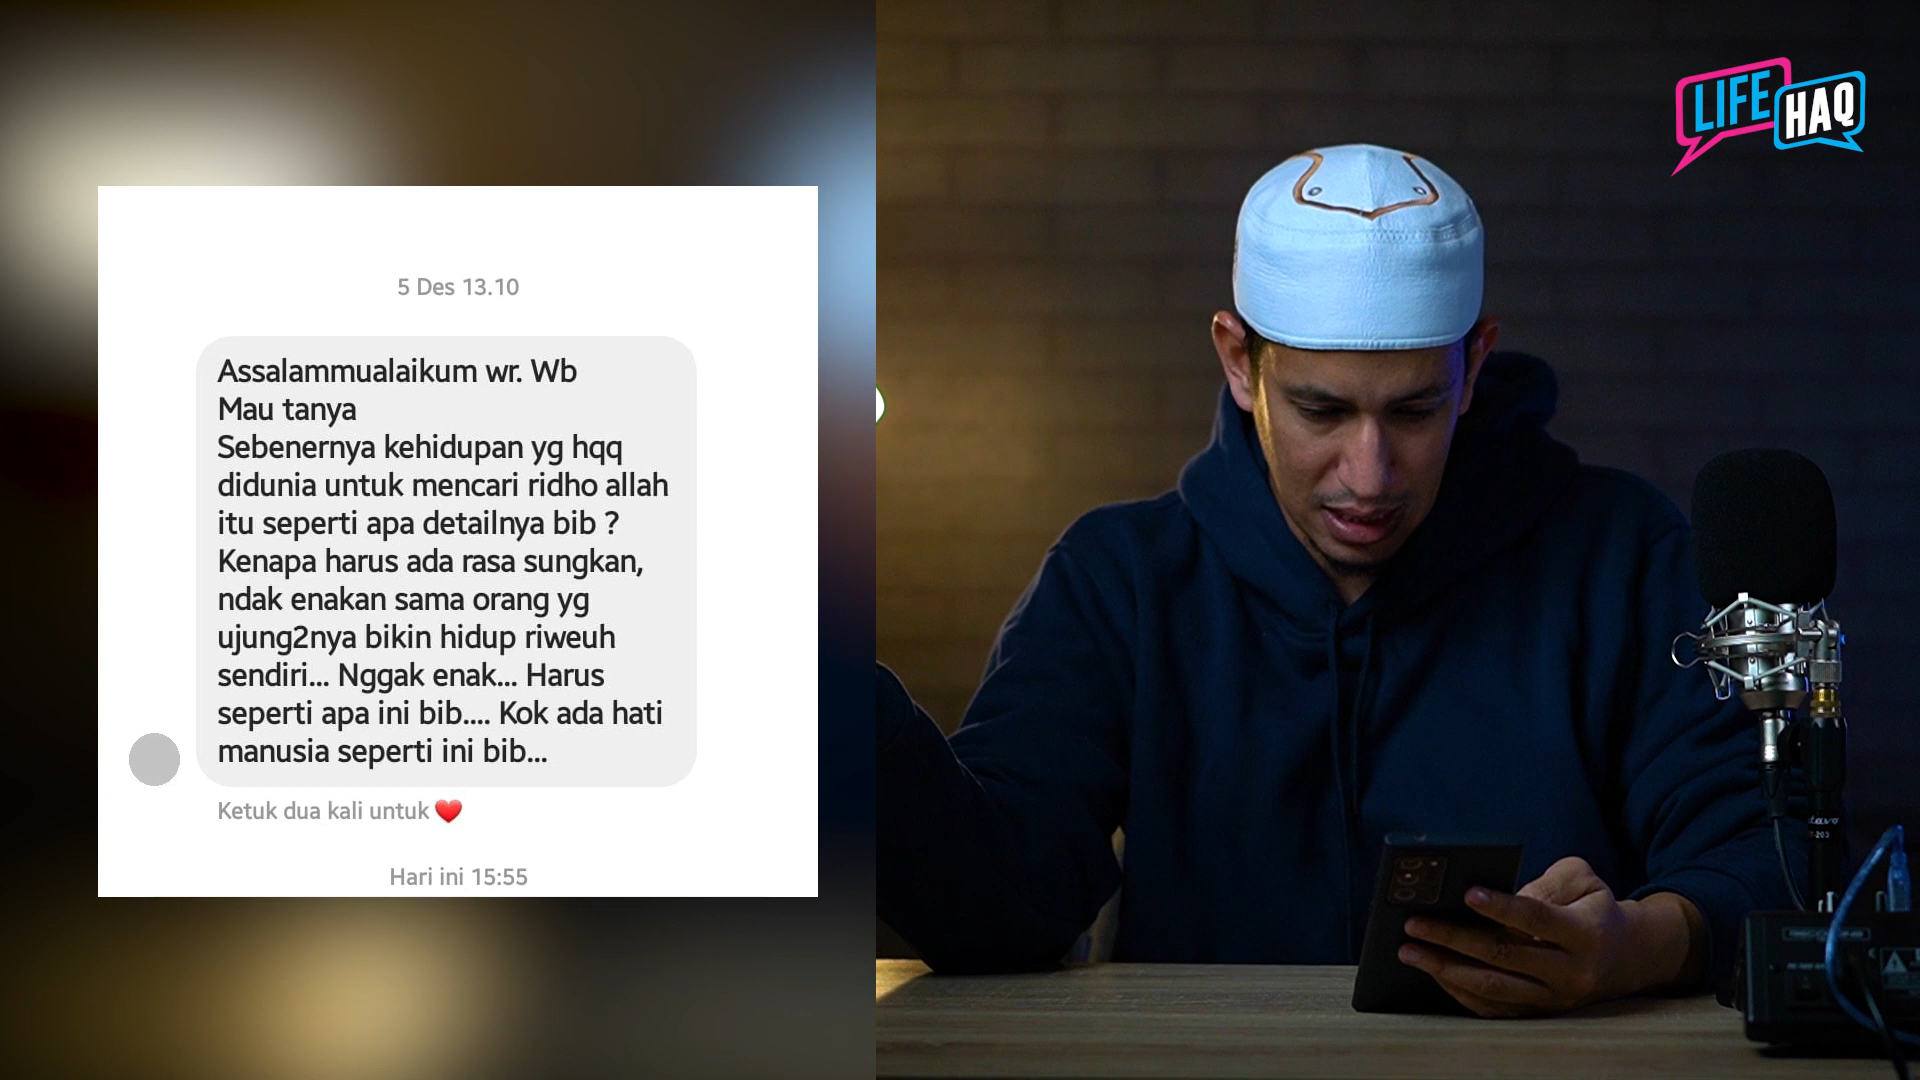 5 Des 13.10
Assalammualaikum wr. Wb
Mau tanya
Sebenernya kehidupan yg hqq
didunia untuk mencari ridho allah
itu seperti apa detailnya bib ?
Kenapa harus ada rasa sungkan,
ndak enakan sama orang yg
ujung2nya bikin hidup riweuh
sendiri... Nggak enak... Harus
seperti apa ini bib.... Kok ada hati
manusia seperti ini bib...
Ketuk dua kali untuk ❤️
Hari ini 15:55
LIFE
HAQ